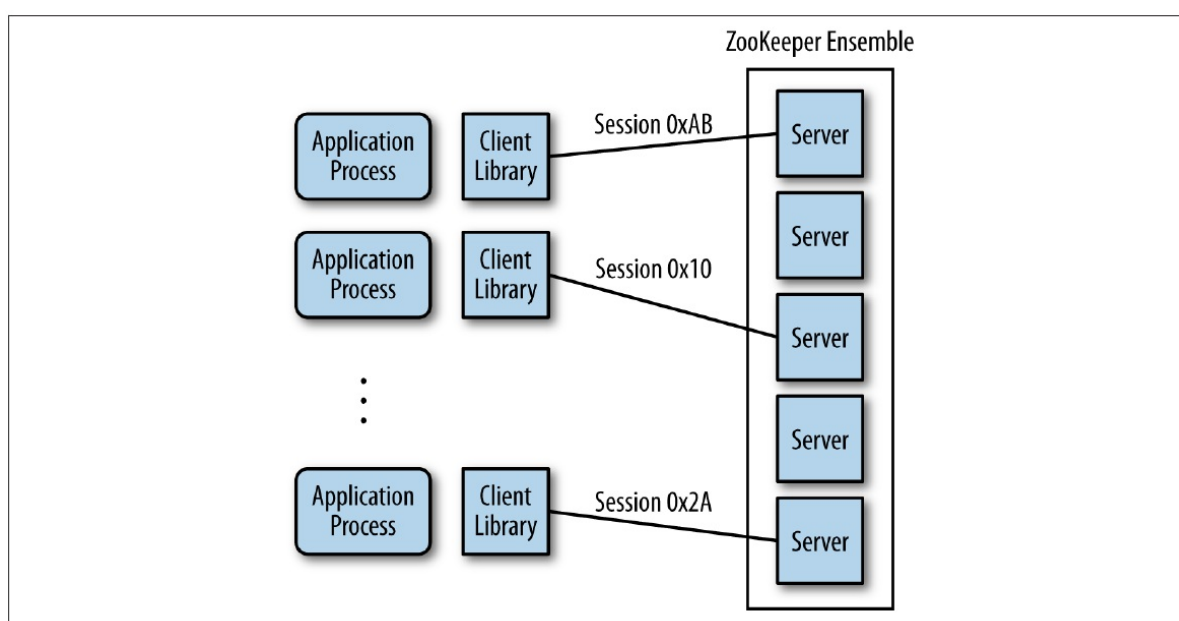 ZooKeeper Ensemble
Application
Process
Client
Library
Session 0xAB
Server
Server
Application
Process
Client
Library
Session 0x10
Server
Server
Application
Process
Client
Library
Session 0x2A
Server